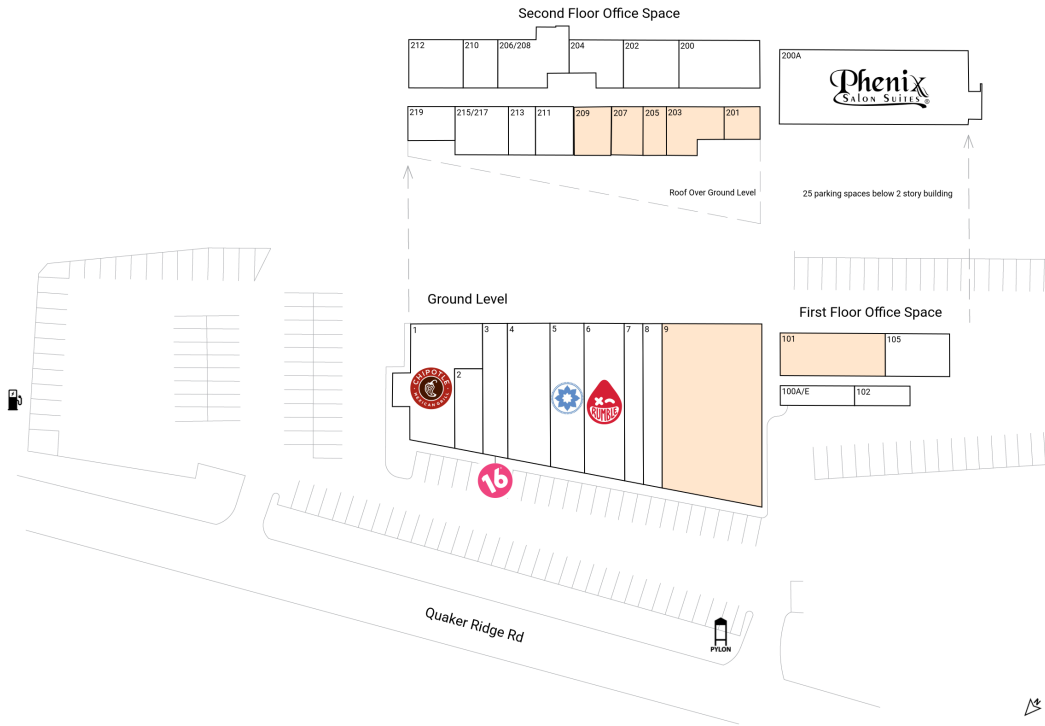 Second Floor Office Space
212
210
206/208
204
202
200
200A
Phenix
SALON SUITES®
219
215/217
213
211
209
207
205
203
201
Roof Over Ground Level
25 parking spaces below 2 story building
Ground Level
First Floor Office Space
1
2
3
4
5
6
7
8
9
101
105
100A/E
102
CHIPOTLE
MEXICAN GRILL
RUMBLE
16
Quaker Ridge Rd
PYLON